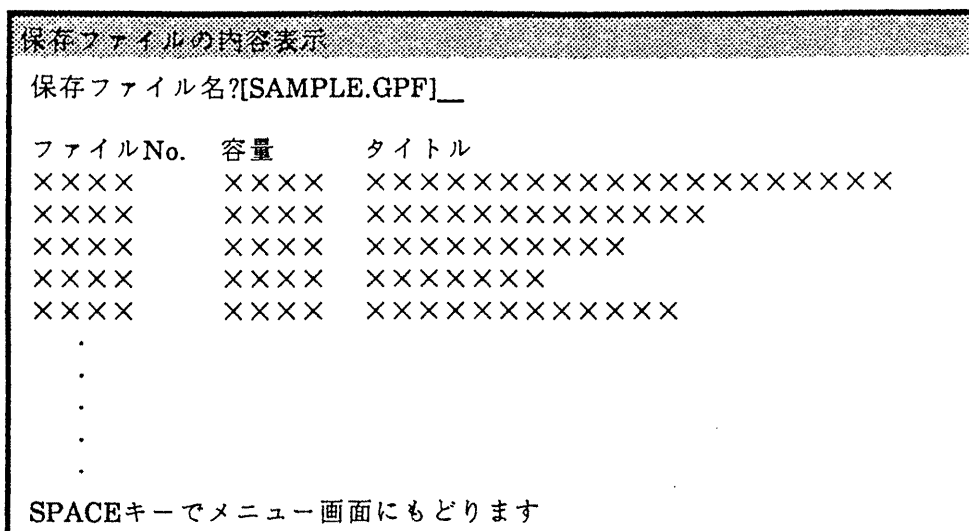 保存ファイルの内容表示
保存ファイル名?[SAMPLE.GPF]__
ファイルNo. 容量 タイトル
×××× ×××× ××××××××××××××××××××
×××× ×××× ×××××××××××××
×××× ×××× ××××××××××
×××× ×××× ×××××××
×××× ×××× ××××××××××××
.
.
.
.
.
SPACEキーでメニュー画面にもどります